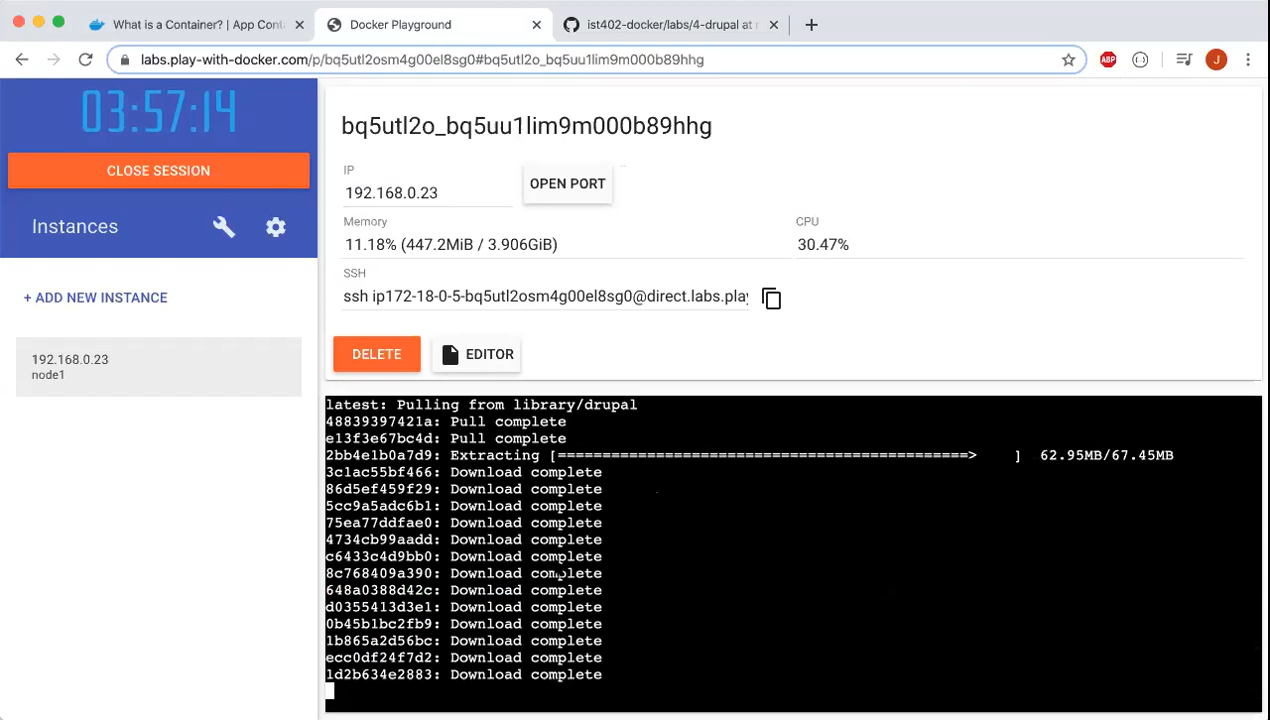 What is a Container? | App Cont
Docker Playground
ist402-docker/labs/4-drupal at
labs.play-with-docker.com/p/bq5utl2osm4g00el8sg0#bq5utl2o_bq5uu1lim9m000b89hhg
ABP
J
03:57:14
CLOSE SESSION
Instances
+ ADD NEW INSTANCE
192.168.0.23
node1
bq5utl2o_bq5uu1lim9m000b89hhg
IP
192.168.0.23
OPEN PORT
Memory
11.18% (447.2MiB / 3.906GiB)
CPU
30.47%
SSH
ssh ip172-18-0-5-bq5utl2osm4g00el8sg0@direct.labs.play
DELETE
EDITOR
latest: Pulling from library/drupal
48839397421a: Pull complete
e13f3e67bc4d: Pull complete
2bb4e1b0a7d9: Extracting [==============================================> ] 62.95MB/67.45MB
3c1ac55bf466: Download complete
86d5ef459f29: Download complete
5cc9a5adc6b1: Download complete
75ea77ddfae0: Download complete
4734cb99aadd: Download complete
c6433c4d9bb0: Download complete
8c768409a390: Download complete
648a0388d42c: Download complete
d0355413d3e1: Download complete
0b45b1bc2fb9: Download complete
1b865a2d56bc: Download complete
ecc0df24f7d2: Download complete
1d2b634e2883: Download complete